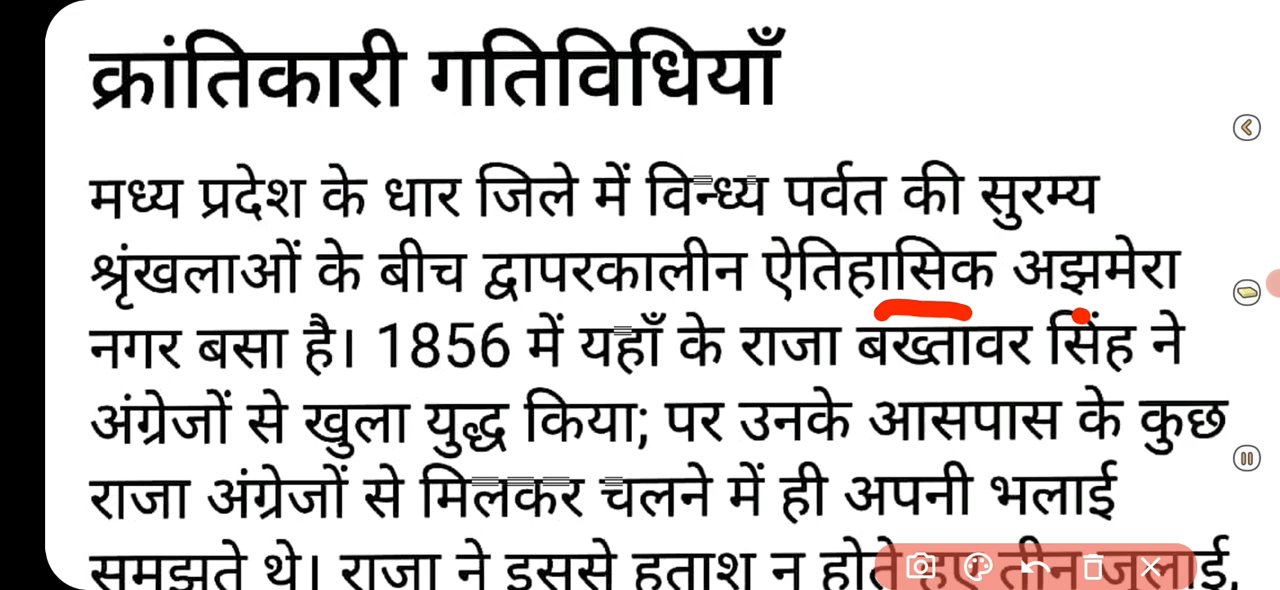 क्रांतिकारी गतिविधियाँ
मध्य प्रदेश के धार जिले में विन्ध्य पर्वत की सुरम्य
श्रृंखलाओं के बीच द्वापरकालीन ऐतिहासिक अझमेरा
नगर बसा है। 1856 में यहाँ के राजा बख्तावर सिंह ने
अंग्रेजों से खुला युद्ध किया; पर उनके आसपास के कुछ
राजा अंग्रेजों से मिलकर चलने में ही अपनी भलाई
समझते थे। राजा ने इससे हताश न होते हुए तीन जुलाई,